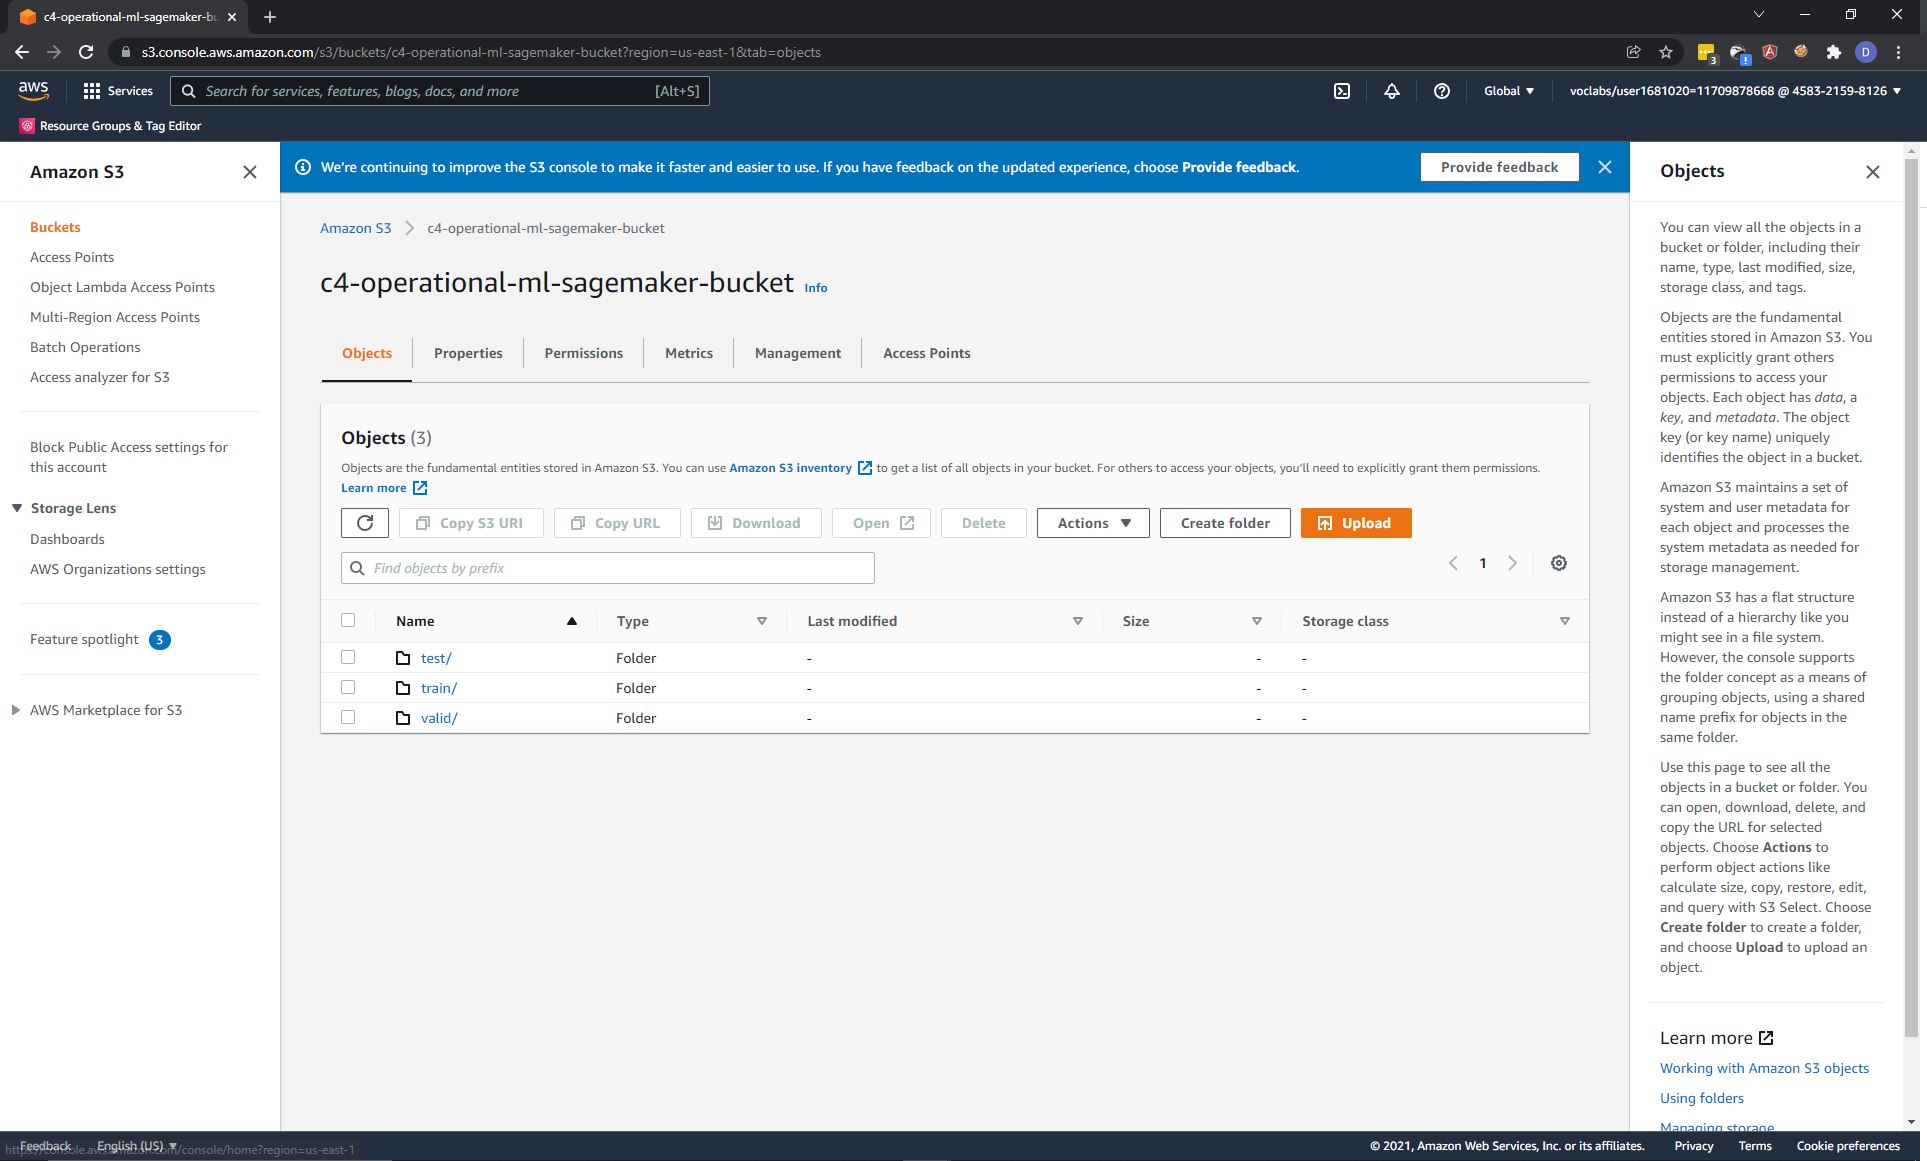 c4-operational-ml-sagemaker-bu
s3.console.aws.amazon.com/s3/buckets/c4-operational-ml-sagemaker-bucket?region=us-east-1&tab=objects
3
!
D
aws
Services
Search for services, features, blogs, docs, and more
[Alt+S]
Global
voclabs/user1681020=11709878668 @ 4583-2159-8126
Resource Groups & Tag Editor
Amazon S3
Buckets
Access Points
Object Lambda Access Points
Multi-Region Access Points
Batch Operations
Access analyzer for S3
Block Public Access settings for
this account
Storage Lens
Dashboards
AWS Organizations settings
Feature spotlight 3
AWS Marketplace for S3
We're continuing to improve the S3 console to make it faster and easier to use. If you have feedback on the updated experience, choose Provide feedback.
Provide feedback
Amazon S3 > c4-operational-ml-sagemaker-bucket
c4-operational-ml-sagemaker-bucket Info
Objects
Properties
Permissions
Metrics
Management
Access Points
Objects (3)
Objects are the fundamental entities stored in Amazon S3. You can use Amazon S3 inventory to get a list of all objects in your bucket. For others to access your objects, you'll need to explicitly grant them permissions.
Learn more
Copy S3 URI
Copy URL
Download
Open
Delete
Actions
Create folder
Upload
Find objects by prefix
1
Name Type Last modified Size Storage class
test/ Folder - - -
train/ Folder - - -
valid/ Folder - - -
Objects
You can view all the objects in a
bucket or folder, including their
name, type, last modified, size,
storage class, and tags.
Objects are the fundamental
entities stored in Amazon S3. You
must explicitly grant others
permissions to access your
objects. Each object has data, a
key, and metadata. The object
key (or key name) uniquely
identifies the object in a bucket.
Amazon S3 maintains a set of
system and user metadata for
each object and processes the
system metadata as needed for
storage management.
Amazon S3 has a flat structure
instead of a hierarchy like you
might see in a file system.
However, the console supports
the folder concept as a means of
grouping objects, using a shared
name prefix for objects in the
same folder.
Use this page to see all the
objects in a bucket or folder. You
can open, download, delete, and
copy the URL for selected
objects. Choose Actions to
perform object actions like
calculate size, copy, restore, edit,
and query with S3 Select. Choose
Create folder to create a folder,
and choose Upload to upload an
object.
Learn more
Working with Amazon S3 objects
Using folders
Managing storage
Feedback
English (US)
https://console.aws.amazon.com/console/home?region=us-east-1
© 2021, Amazon Web Services, Inc. or its affiliates.
Privacy
Terms
Cookie preferences